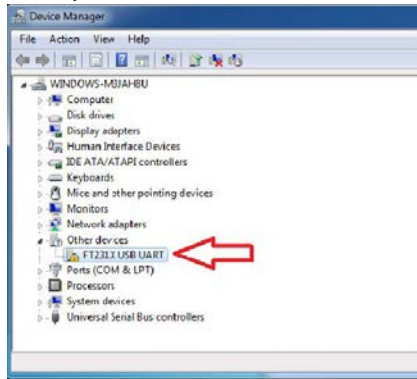 Device Manager
File Action View Help
WINDOWS-M3JAH8U
Computer
Disk drives
Display adapters
Human Interface Devices
IDE ATA/ATAPI controllers
Keyboards
Mice and other pointing devices
Monitors
Network adapters
Other devices
FT231X USB UART
Ports (COM & LPT)
Processors
System devices
Universal Serial Bus controllers